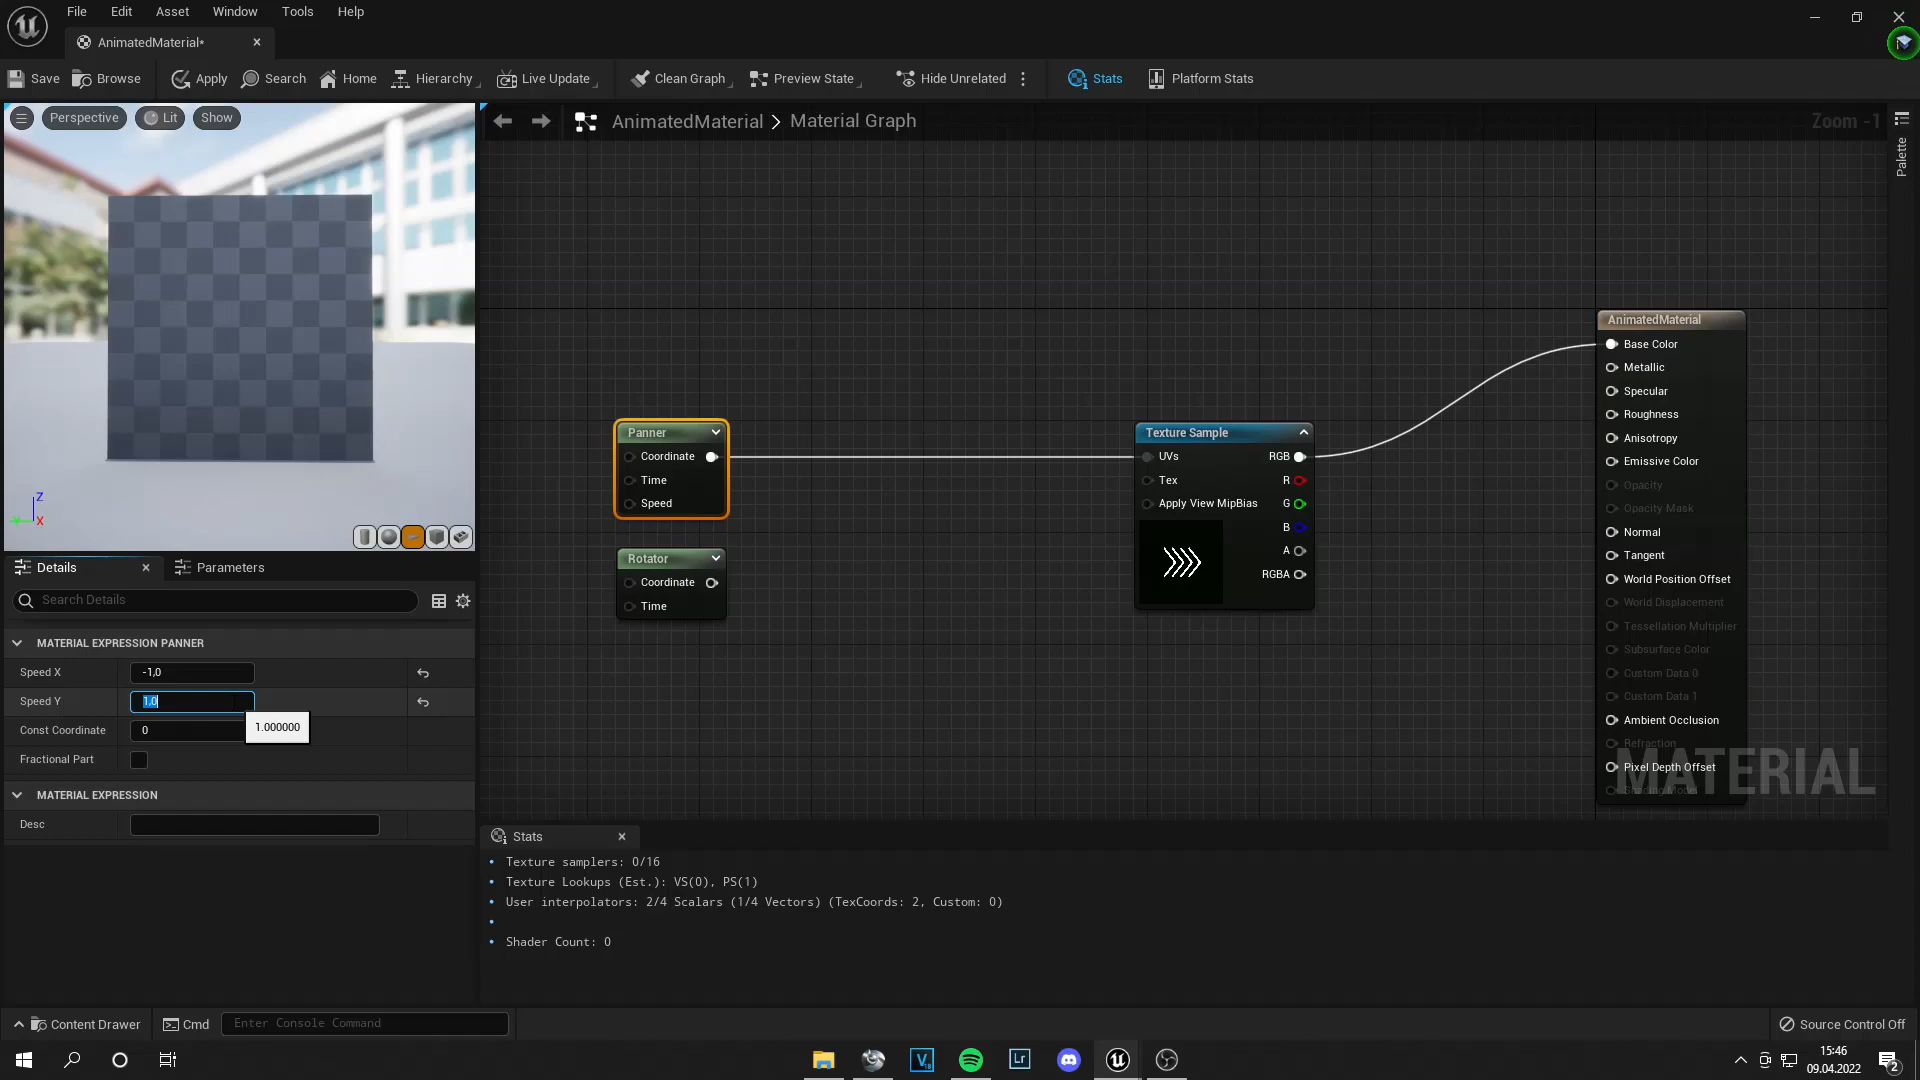 File Edit Asset Window Tools Help
AnimatedMaterial*
Save Browse Apply Search Home Hierarchy Live Update Clean Graph Preview State Hide Unrelated Stats Platform Stats
Perspective Lit Show
AnimatedMaterial > Material Graph
Zoom -1
Palette
Z
Y X
Panner
Coordinate
Time
Speed
Rotator
Coordinate
Time
Texture Sample
UVs RGB
Tex R
Apply View MipBias G
B
A
RGBA
AnimatedMaterial
Base Color
Metallic
Specular
Roughness
Anisotropy
Emissive Color
Opacity
Opacity Mask
Normal
Tangent
World Position Offset
World Displacement
Tessellation Multiplier
Subsurface Color
Custom Data 0
Custom Data 1
Ambient Occlusion
Refraction
Pixel Depth Offset
Shading Model
MATERIAL
Details Parameters
Search Details
MATERIAL EXPRESSION PANNER
Speed X -1,0
Speed Y 1,0
1.000000
Const Coordinate 0
Fractional Part
MATERIAL EXPRESSION
Desc
Stats
Texture samplers: 0/16
Texture Lookups (Est.): VS(0), PS(1)
User interpolators: 2/4 Scalars (1/4 Vectors) (TexCoords: 2, Custom: 0)
Shader Count: 0
Content Drawer Cmd Enter Console Command Source Control Off
Lr
15:46
09.04.2022
2